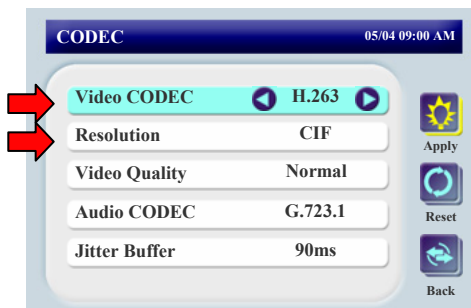 CODEC 05/04 09:00 AM
Video CODEC H.263
Resolution CIF
Video Quality Normal
Audio CODEC G.723.1
Jitter Buffer 90ms
Apply
Reset
Back